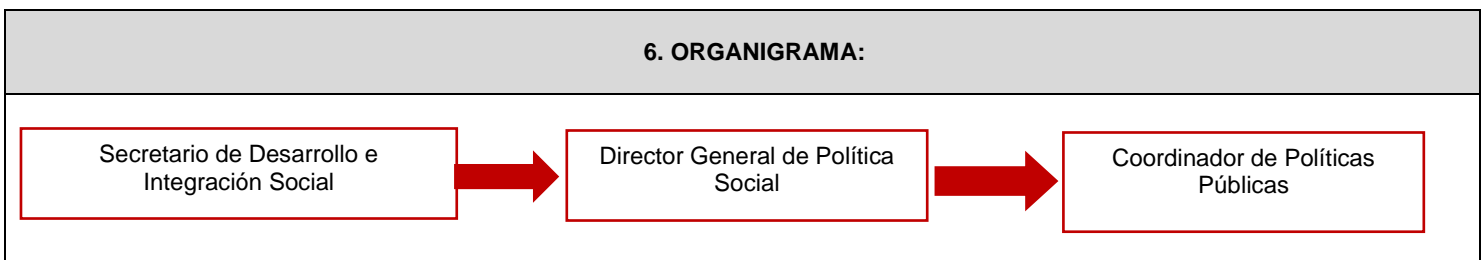 6. ORGANIGRAMA:
Secretario de Desarrollo e
Integración Social
Director General de Política
Social
Coordinador de Políticas
Públicas